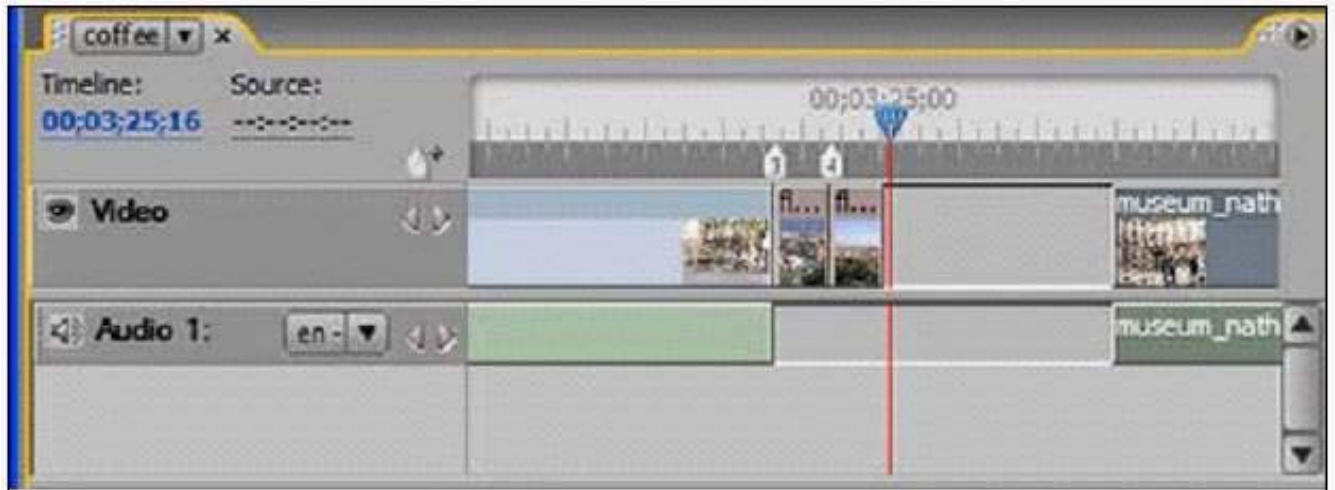 coffee
Timeline: Source:
00;03;25;16 --:--:--:--
00;03;25;00
3 4
Video
fl... fl... museum_nath
Audio 1: en- museum_nath